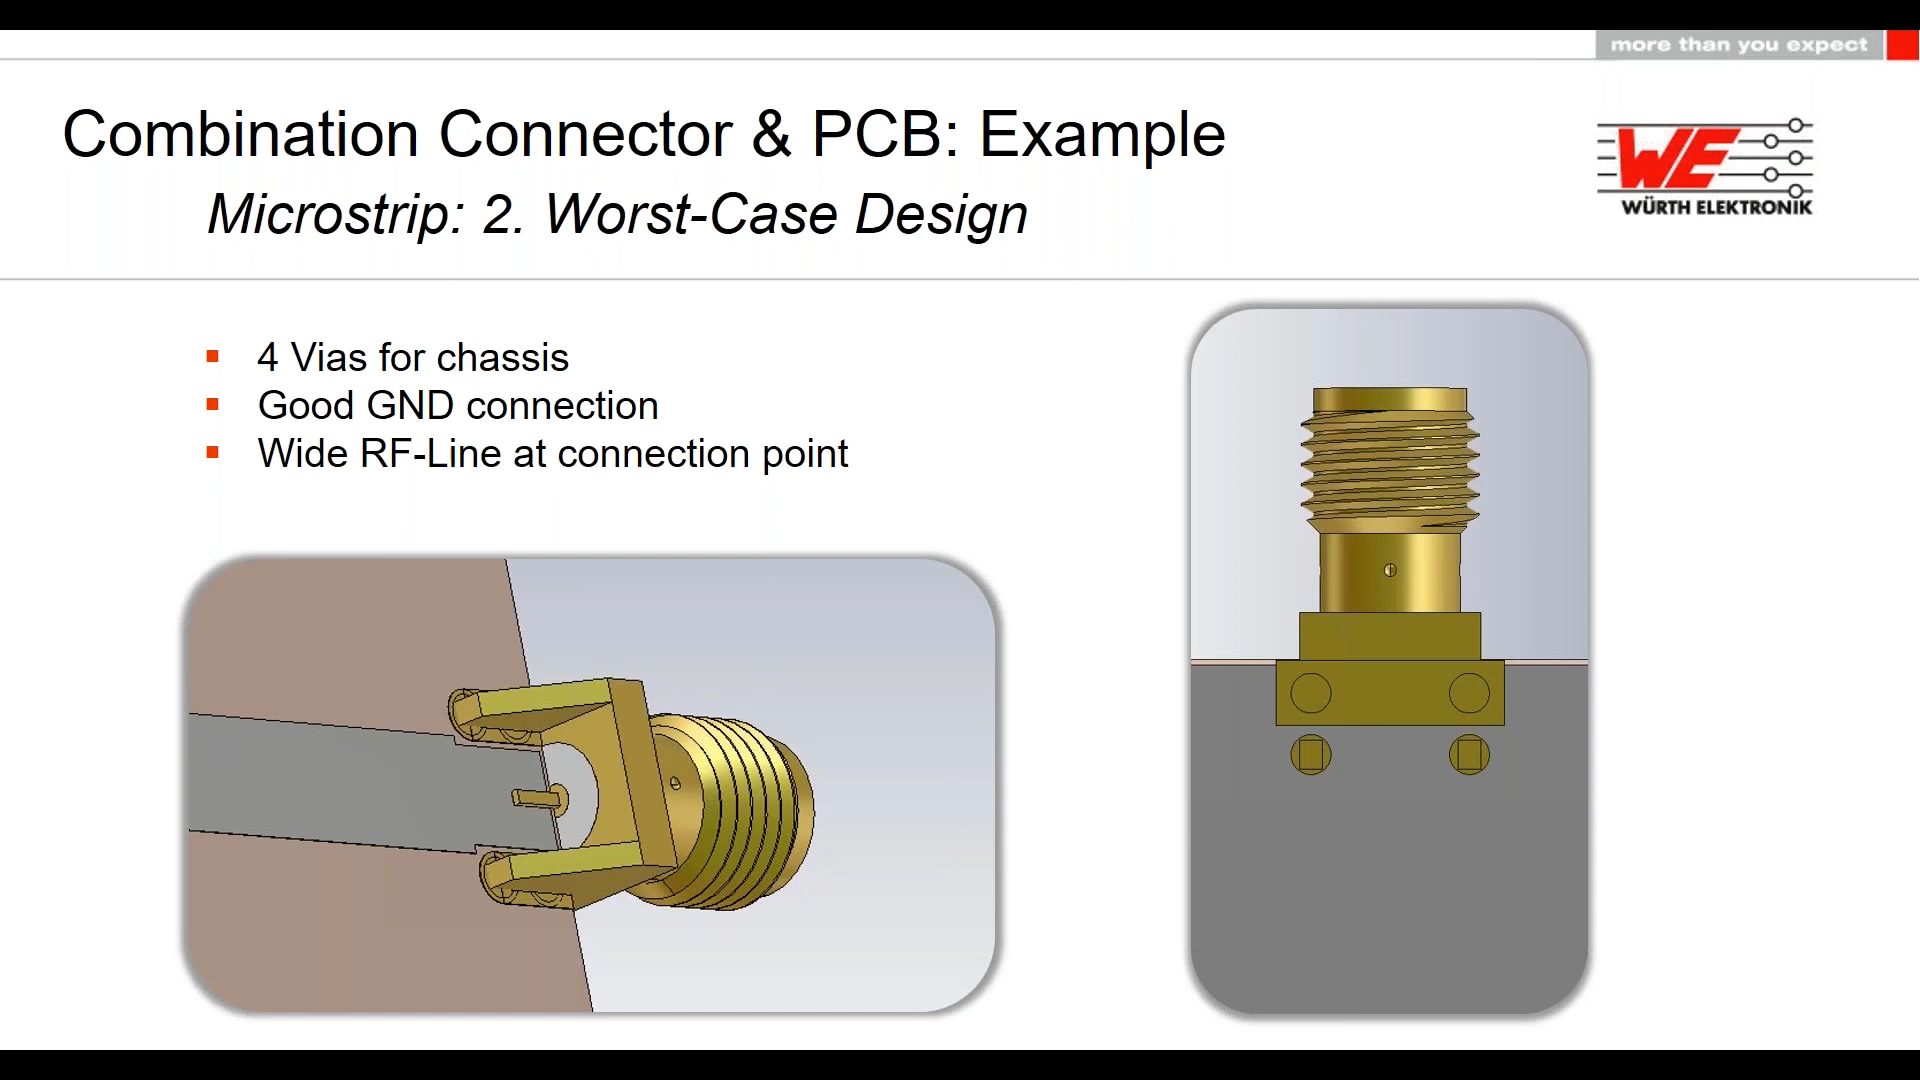 more than you expect
Combination Connector & PCB: Example
Microstrip: 2. Worst-Case Design
WE
WÜRTH ELEKTRONIK
4 Vias for chassis
Good GND connection
Wide RF-Line at connection point